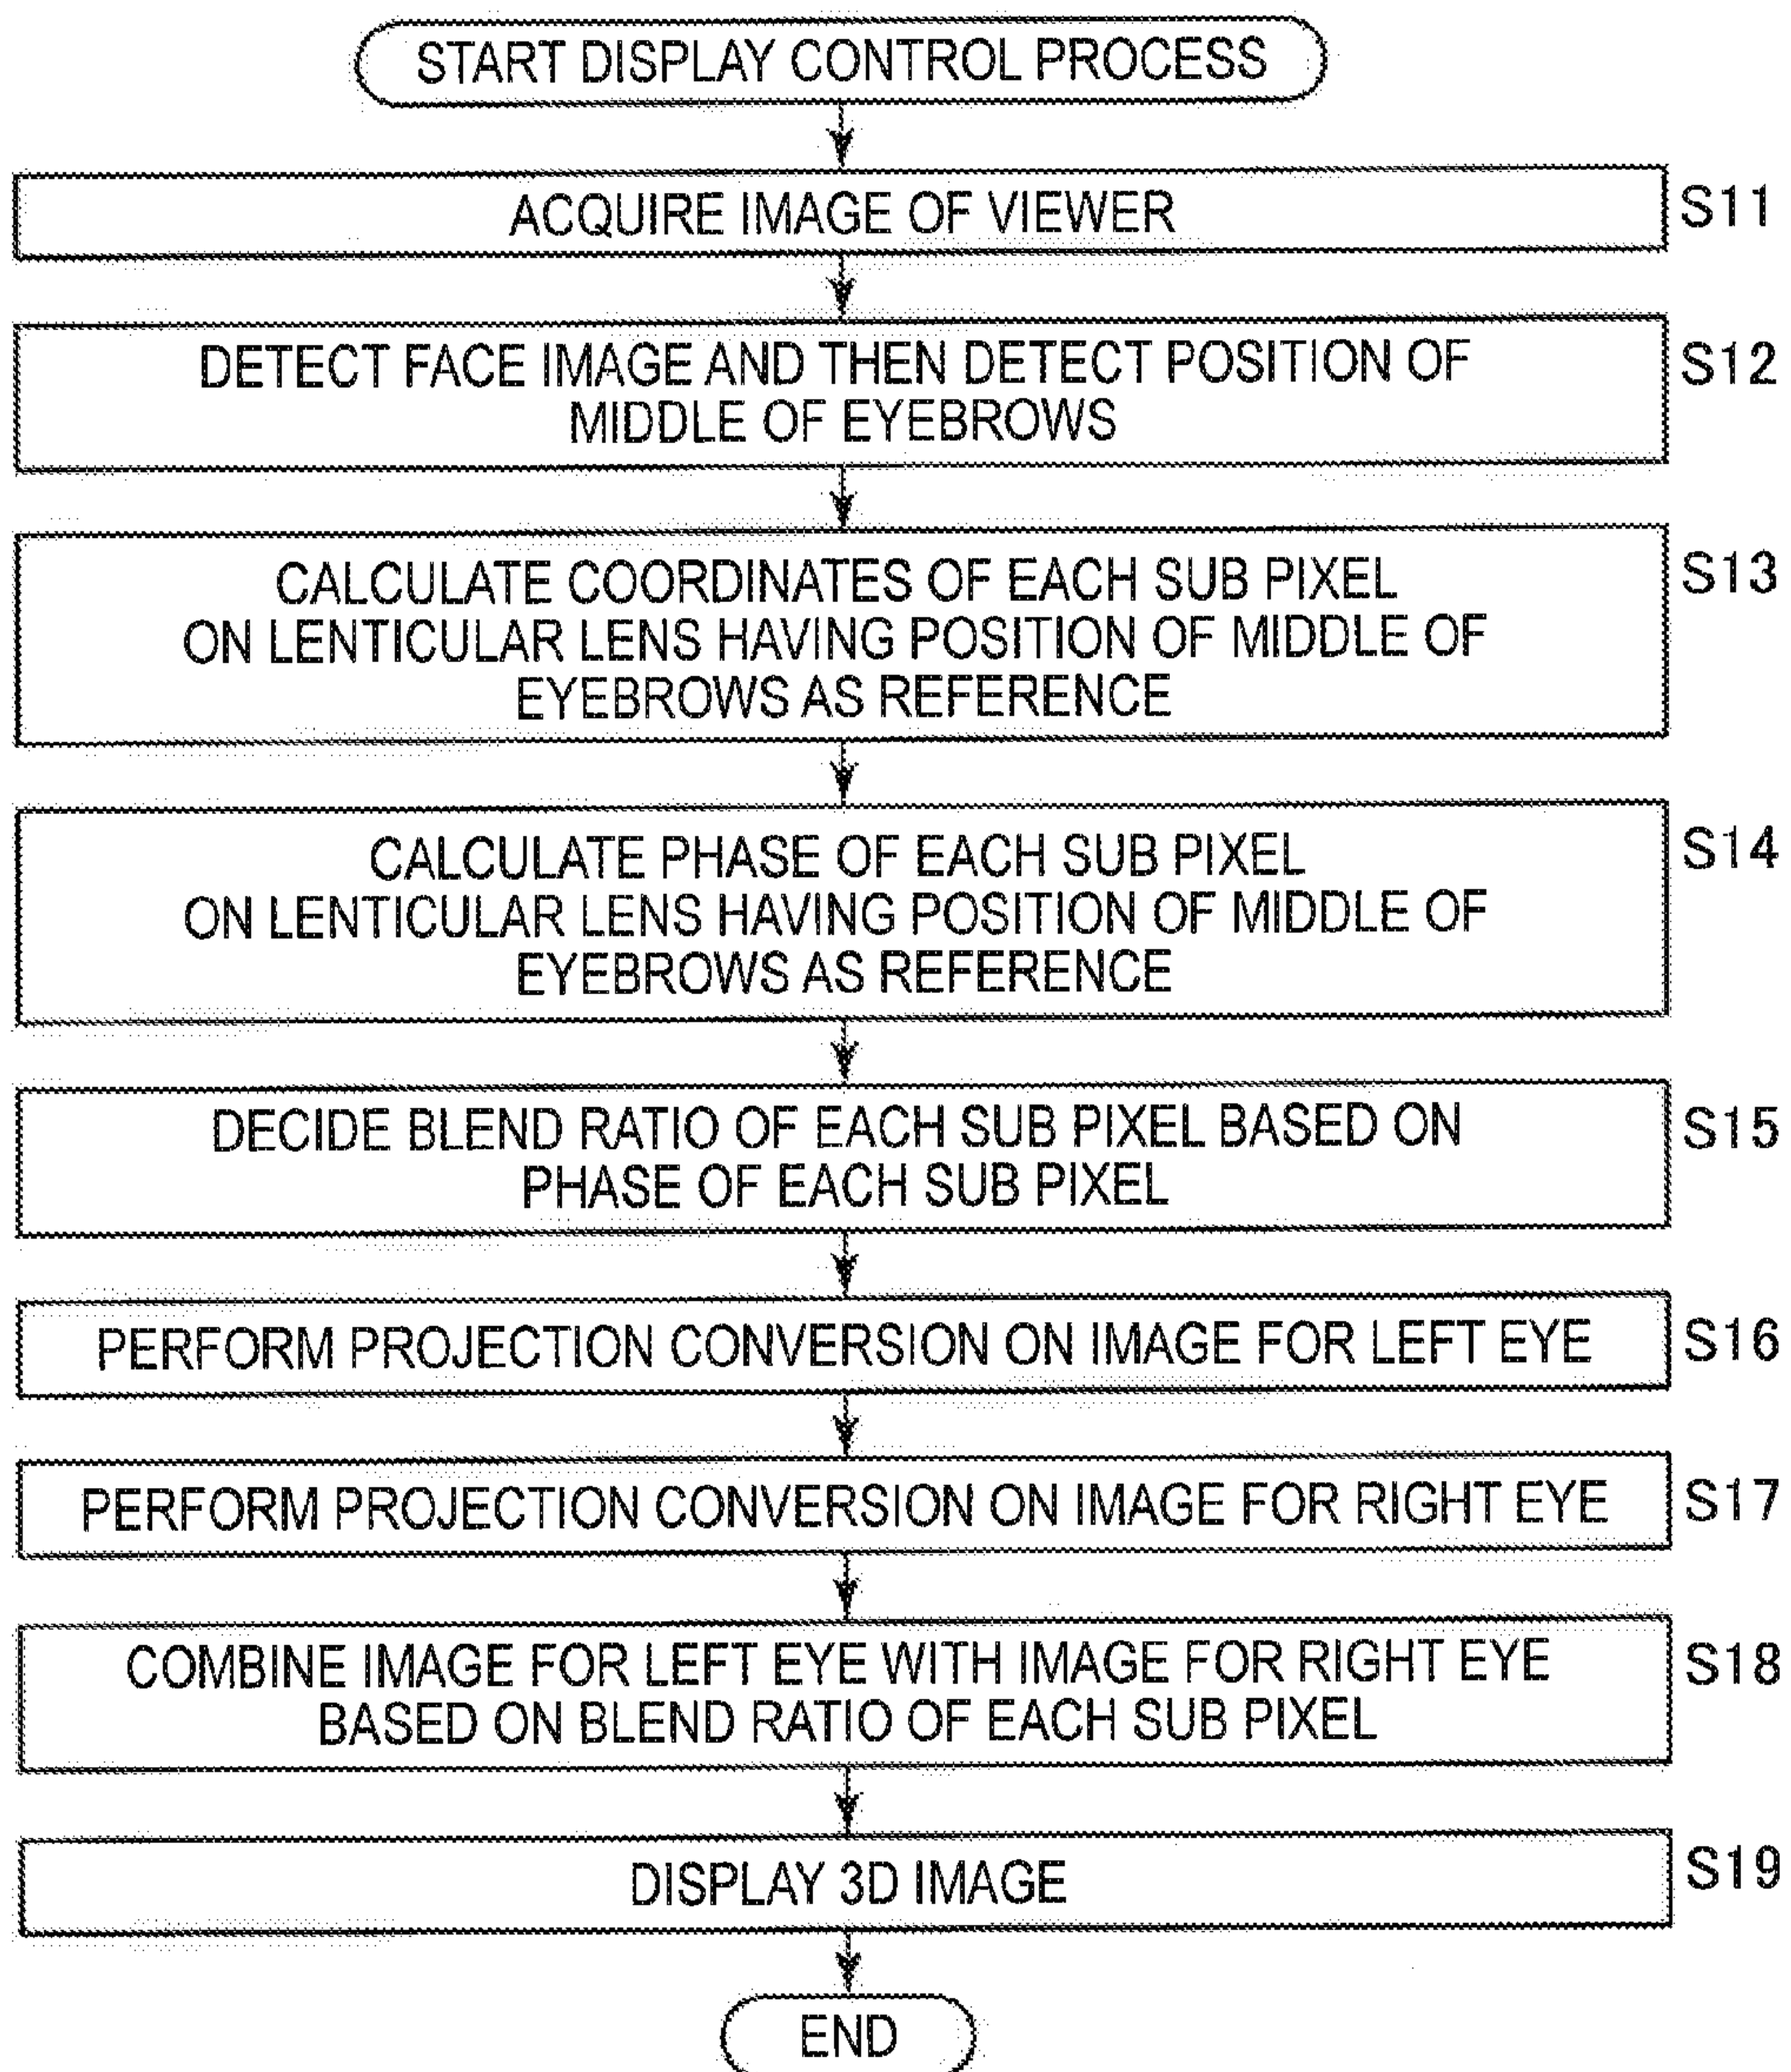 START DISPLAY CONTROL PROCESS
ACQUIRE IMAGE OF VIEWER
S11
DETECT FACE IMAGE AND THEN DETECT POSITION OF
MIDDLE OF EYEBROWS
S12
CALCULATE COORDINATES OF EACH SUB PIXEL
ON LENTICULAR LENS HAVING POSITION OF MIDDLE OF
EYEBROWS AS REFERENCE
S13
CALCULATE PHASE OF EACH SUB PIXEL
ON LENTICULAR LENS HAVING POSITION OF MIDDLE OF
EYEBROWS AS REFERENCE
S14
DECIDE BLEND RATIO OF EACH SUB PIXEL BASED ON
PHASE OF EACH SUB PIXEL
S15
PERFORM PROJECTION CONVERSION ON IMAGE FOR LEFT EYE
S16
PERFORM PROJECTION CONVERSION ON IMAGE FOR RIGHT EYE
S17
COMBINE IMAGE FOR LEFT EYE WITH IMAGE FOR RIGHT EYE
BASED ON BLEND RATIO OF EACH SUB PIXEL
S18
DISPLAY 3D IMAGE
S19
END